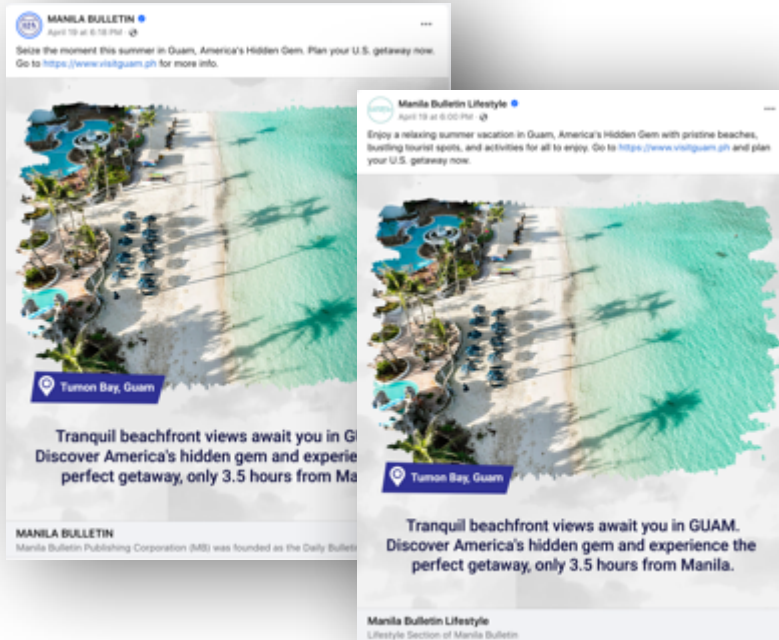 MANILA BULLETIN
April 19 at 6:18 PM ·
Seize the moment this summer in Guam, America's Hidden Gem. Plan your U.S. getaway now.
Go to https://www.visitguam.ph for more info.
Tumon Bay, Guam
Tranquil beachfront views await you in G
Discover America's hidden gem and experie
perfect getaway, only 3.5 hours from Ma
MANILA BULLETIN
Manila Bulletin Publishing Corporation (MB) was founded as the Daily Bulletin
Manila Bulletin Lifestyle
April 19 at 6:00 PM ·
Enjoy a relaxing summer vacation in Guam, America's Hidden Gem with pristine beaches,
bustling tourist spots, and activities for all to enjoy. Go to https://www.visitguam.ph and plan
your U.S. getaway now.
Tumon Bay, Guam
Tranquil beachfront views await you in GUAM.
Discover America's hidden gem and experience the
perfect getaway, only 3.5 hours from Manila.
Manila Bulletin Lifestyle
Lifestyle Section of Manila Bulletin